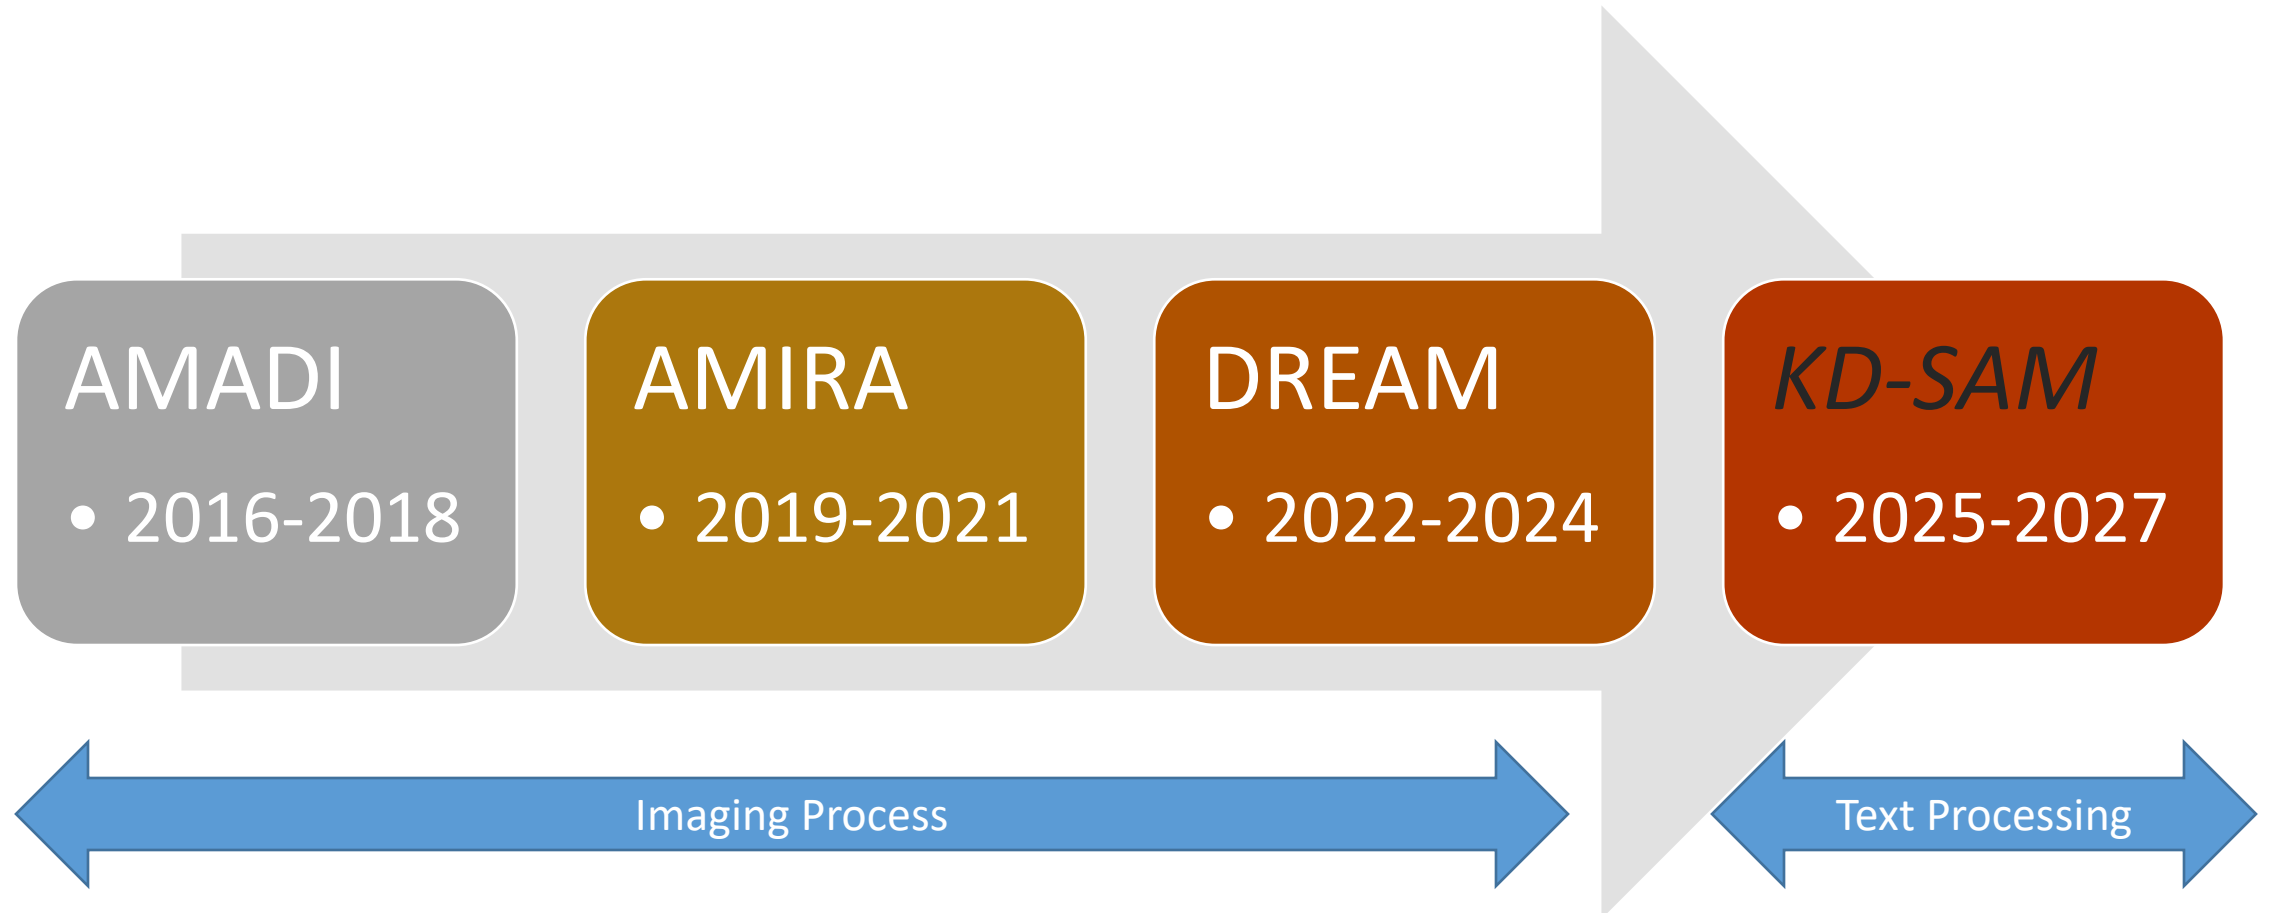 AMADI
• 2016-2018
AMIRA
• 2019-2021
DREAM
• 2022-2024
KD-SAM
• 2025-2027
Imaging Process
Text Processing